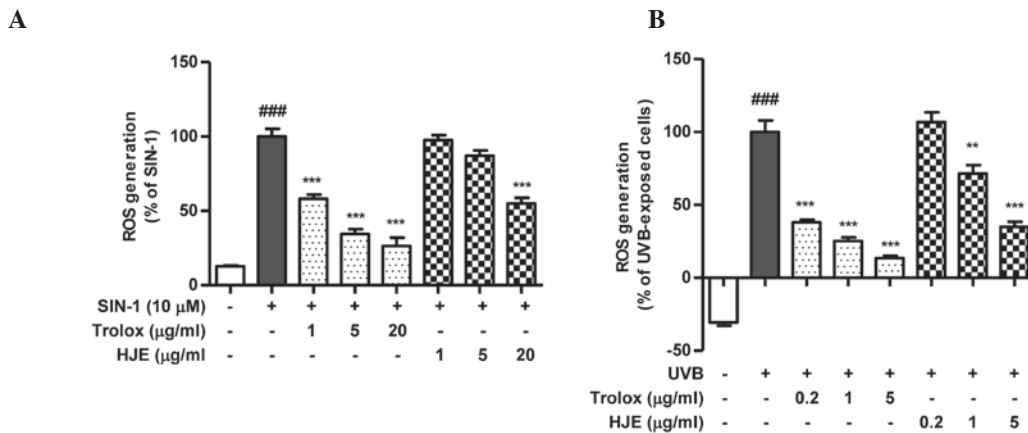 A
B
ROS generation
(% of SIN-1)
150
100
50
0
###
***
***
***
***
SIN-1 (10 μM) - + + + + + + +
Trolox (μg/ml) - - 1 5 20 - - -
HJE (μg/ml - - - - - 1 5 20
ROS generation
(% of UVB-exposed cells)
150
100
50
0
-50
###
***
***
***
**
***
UVB - + + + + + + +
Trolox (μg/ml) - - 0.2 1 5 - - -
HJE (μg/ml) - - - - - 0.2 1 5